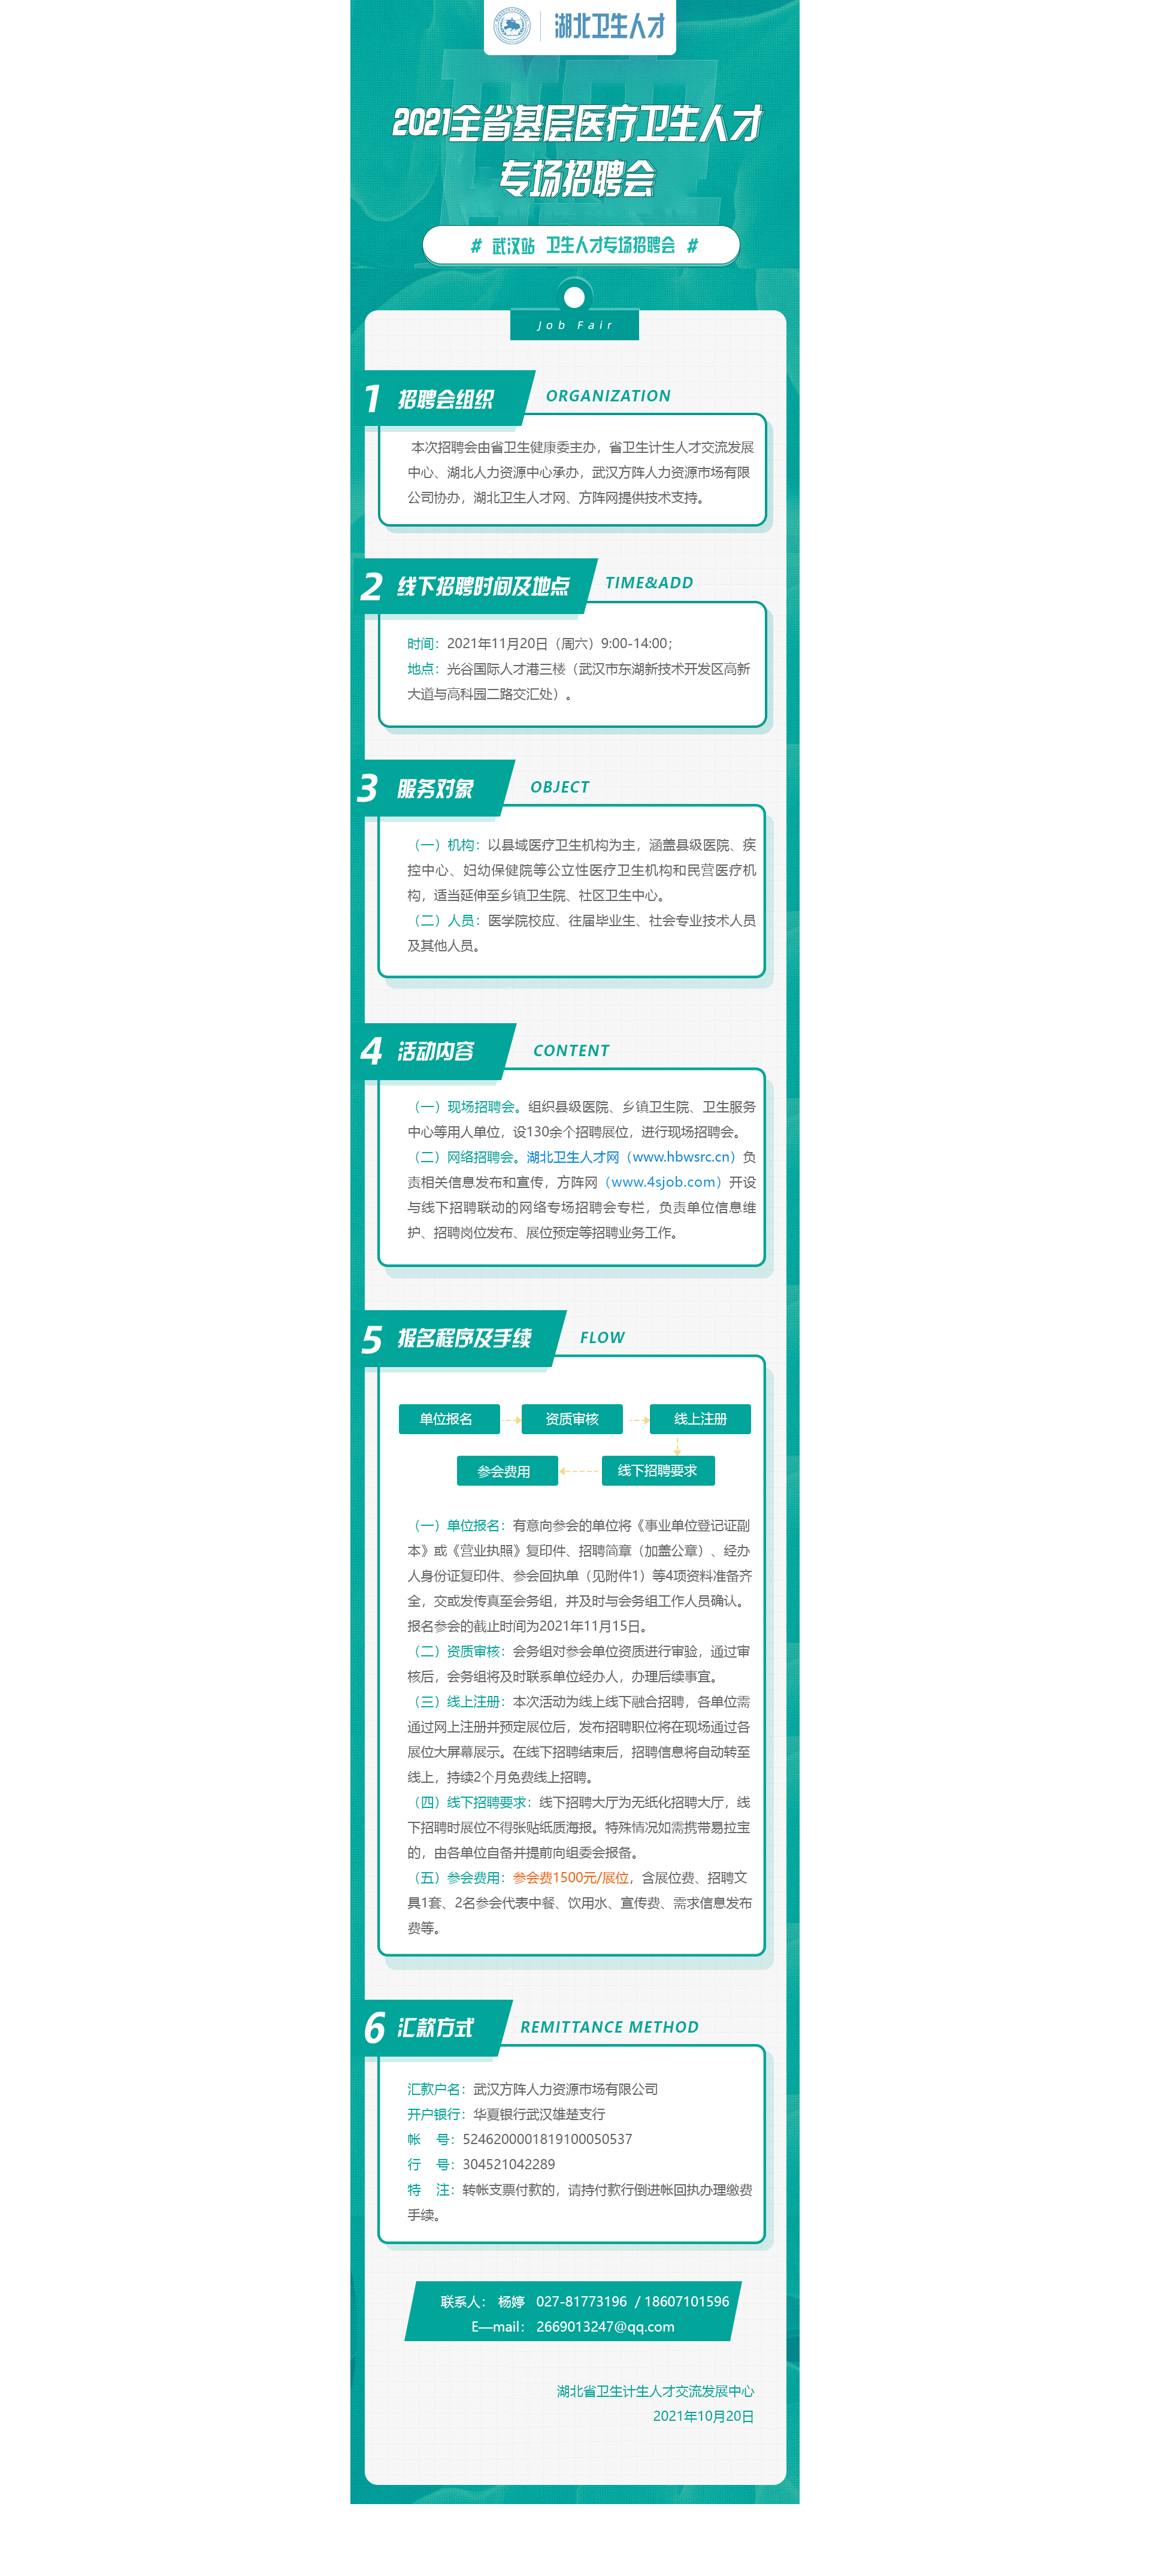 湖北卫生人才
2021全省基层医疗卫生人才
专场招聘会
# 武汉站 卫生人才专场招聘会 #
Job Fair
1 招聘会组织 ORGANIZATION
本次招聘会由省卫生健康委主办，省卫生计生人才交流发展
中心、湖北人力资源中心承办，武汉方阵人力资源市场有限
公司协办，湖北卫生人才网、方阵网提供技术支持。
2 线下招聘时间及地点 TIME&ADD
时间：2021年11月20日（周六）9:00-14:00；
地点：光谷国际人才港三楼（武汉市东湖新技术开发区高新
大道与高科园二路交汇处）。
3 服务对象 OBJECT
（一）机构：以县域医疗卫生机构为主，涵盖县级医院、疾
控中心、妇幼保健院等公立性医疗卫生机构和民营医疗机
构，适当延伸至乡镇卫生院、社区卫生中心。
（二）人员：医学院校应、往届毕业生、社会专业技术人员
及其他人员。
4 活动内容 CONTENT
（一）现场招聘会。组织县级医院、乡镇卫生院、卫生服务
中心等用人单位，设130余个招聘展位，进行现场招聘会。
（二）网络招聘会。湖北卫生人才网（www.hbwsrc.cn）负
责相关信息发布和宣传，方阵网（www.4sjob.com）开设
与线下招聘联动的网络专场招聘会专栏，负责单位信息维
护、招聘岗位发布、展位预定等招聘业务工作。
5 报名程序及手续 FLOW
单位报名 资质审核 线上注册
参会费用 线下招聘要求
（一）单位报名：有意向参会的单位将《事业单位登记证副
本》或《营业执照》复印件、招聘简章（加盖公章）、经办
人身份证复印件、参会回执单（见附件1）等4项资料准备齐
全，交或发传真至会务组，并及时与会务组工作人员确认。
报名参会的截止时间为2021年11月15日。
（二）资质审核：会务组对参会单位资质进行审验，通过审
核后，会务组将及时联系单位经办人，办理后续事宜。
（三）线上注册：本次活动为线上线下融合招聘，各单位需
通过网上注册并预定展位后，发布招聘职位将在现场通过各
展位大屏幕展示。在线下招聘结束后，招聘信息将自动转至
线上，持续2个月免费线上招聘。
（四）线下招聘要求：线下招聘大厅为无纸化招聘大厅，线
下招聘时展位不得张贴纸质海报。特殊情况如需携带易拉宝
的，由各单位自备并提前向组委会报备。
（五）参会费用：参会费1500元/展位，含展位费、招聘文
具1套、2名参会代表中餐、饮用水、宣传费、需求信息发布
费等。
6 汇款方式 REMITTANCE METHOD
汇款户名：武汉方阵人力资源市场有限公司
开户银行：华夏银行武汉雄楚支行
帐 号：5246200001819100050537
行 号：304521042289
特 注：转帐支票付款的，请持付款行倒进帐回执办理缴费
手续。
联系人： 杨婷 027-81773196 / 18607101596
E—mail： 2669013247@qq.com
湖北省卫生计生人才交流发展中心
2021年10月20日